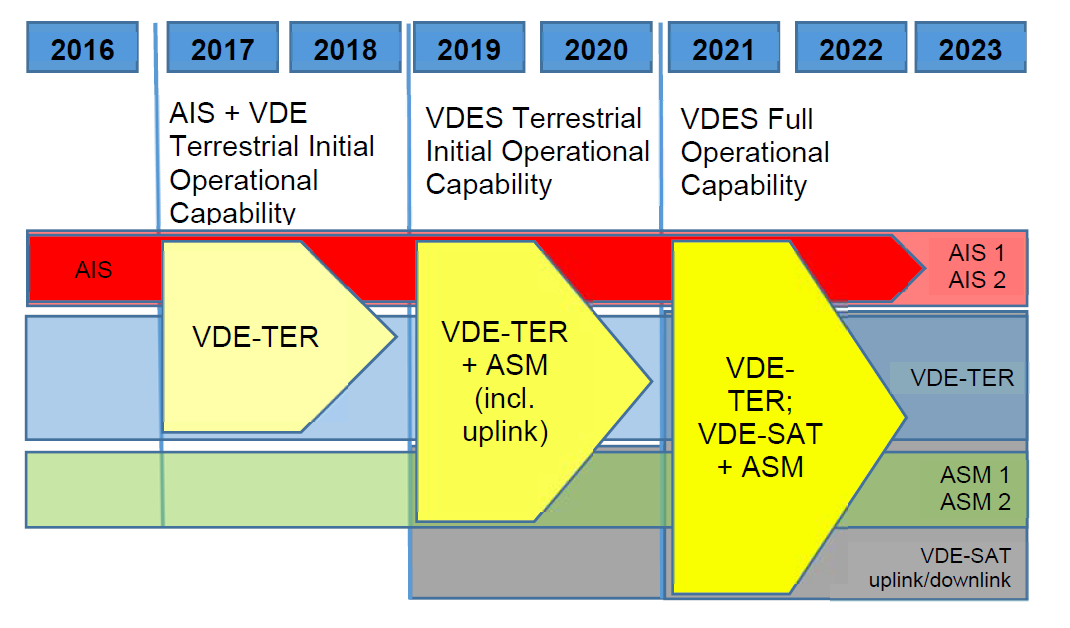 2016
2017
2018
2019
2020
2021
2022
2023
AIS + VDE
Terrestrial Initial
Operational
Capability
VDES Terrestrial
Initial Operational
Capability
VDES Full
Operational
Capability
AIS
AIS 1
AIS 2
VDE-TER
VDE-TER
+ ASM
(incl.
uplink)
VDE-
TER;
VDE-SAT
+ ASM
VDE-TER
ASM 1
ASM 2
VDE-SAT
uplink/downlink